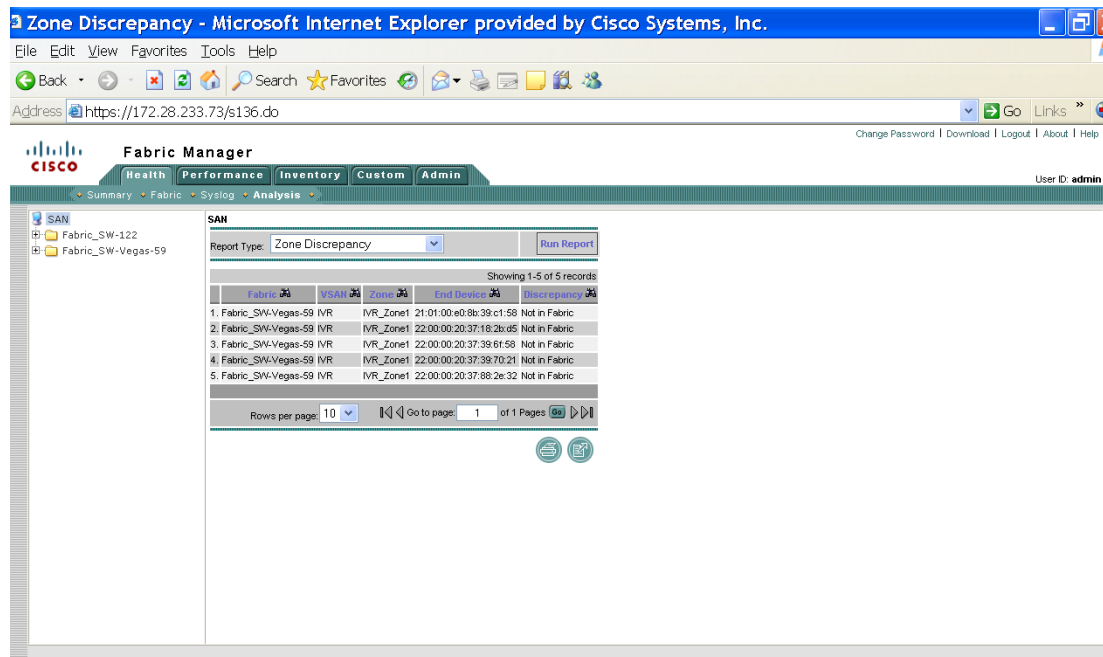 Zone Discrepancy - Microsoft Internet Explorer provided by Cisco Systems, Inc.
File Edit View Favorites Tools Help
Back Search Favorites
Address https://172.28.233.73/s136.do Go Links »
Change Password | Download | Logout | About | Help
CISCO Fabric Manager
Health Performance Inventory Custom Admin
User ID: admin
Summary Fabric Syslog Analysis
SAN
Fabric_SW-122
Fabric_SW-Vegas-59
SAN
Report Type: Zone Discrepancy Run Report
Showing 1-5 of 5 records
Fabric VSAN Zone End Device Discrepancy
1. Fabric_SW-Vegas-59 IVR IVR_Zone1 21:01:00:e0:8b:39:c1:58 Not in Fabric
2. Fabric_SW-Vegas-59 IVR IVR_Zone1 22:00:00:20:37:18:2b:d5 Not in Fabric
3. Fabric_SW-Vegas-59 IVR IVR_Zone1 22:00:00:20:37:39:6f:58 Not in Fabric
4. Fabric_SW-Vegas-59 IVR IVR_Zone1 22:00:00:20:37:39:70:21 Not in Fabric
5. Fabric_SW-Vegas-59 IVR IVR_Zone1 22:00:00:20:37:88:2e:32 Not in Fabric
Rows per page: 10 Go to page: 1 of 1 Pages Go